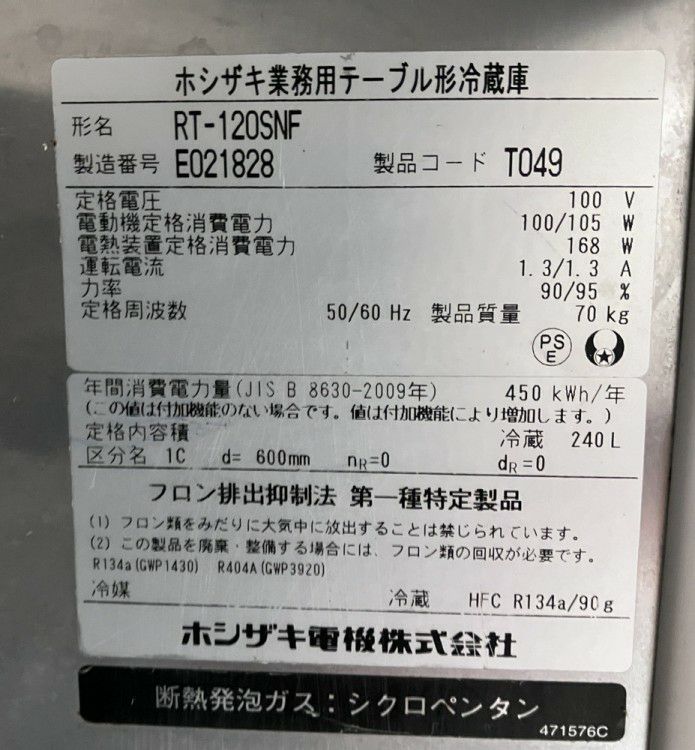 ホシザキ業務用テーブル形冷蔵庫
形名 RT-120SNF
製造番号 E021828 製品コード T049
定格電圧 100 V
電動機定格消費電力 100/105 W
電熱装置定格消費電力 168 W
運転電流 1.3/1.3 A
力率 90/95 %
定格周波数 50/60 Hz 製品質量 70 kg
PS
E
年間消費電力量(JIS B 8630-2009年) 450 kWh/年
(この値は付加機能のない場合です。値は付加機能により増加します。)
定格内容積 冷蔵 240L
区分名 1C d= 600mm nR=0 dR=0
フロン排出抑制法 第一種特定製品
(1) フロン類をみだりに大気中に放出することは禁じられています。
(2) この製品を廃棄・整備する場合には、フロン類の回収が必要です。
R134a(GWP1430) R404A(GWP3920)
冷媒 冷蔵 HFC R134a/90g
ホシザキ電機株式会社
断熱発泡ガス:シクロペンタン
471576C